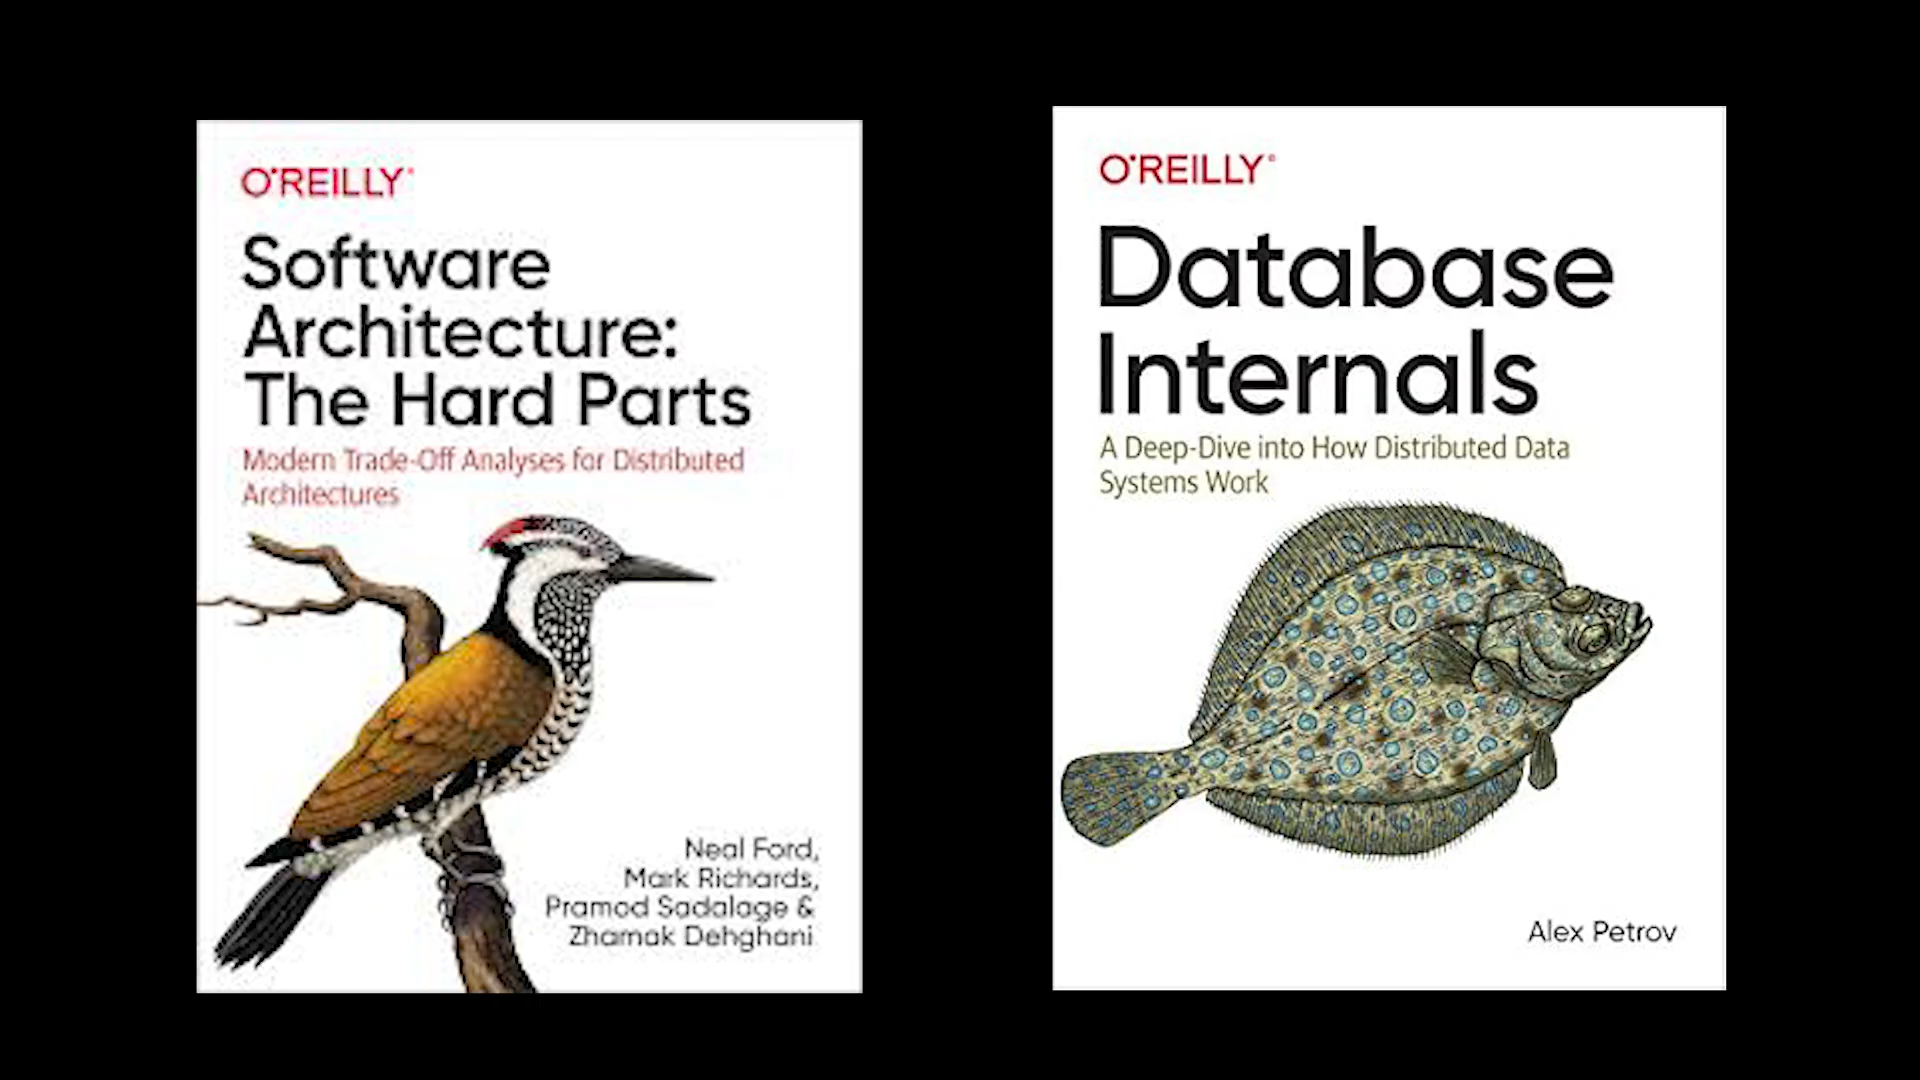 O'REILLY
Software
Architecture:
The Hard Parts
Modern Trade-Off Analyses for Distributed
Architectures
Neal Ford,
Mark Richards,
Pramod Sadalage &
Zhamak Dehghani
O'REILLY®
Database
Internals
A Deep-Dive into How Distributed Data
Systems Work
Alex Petrov